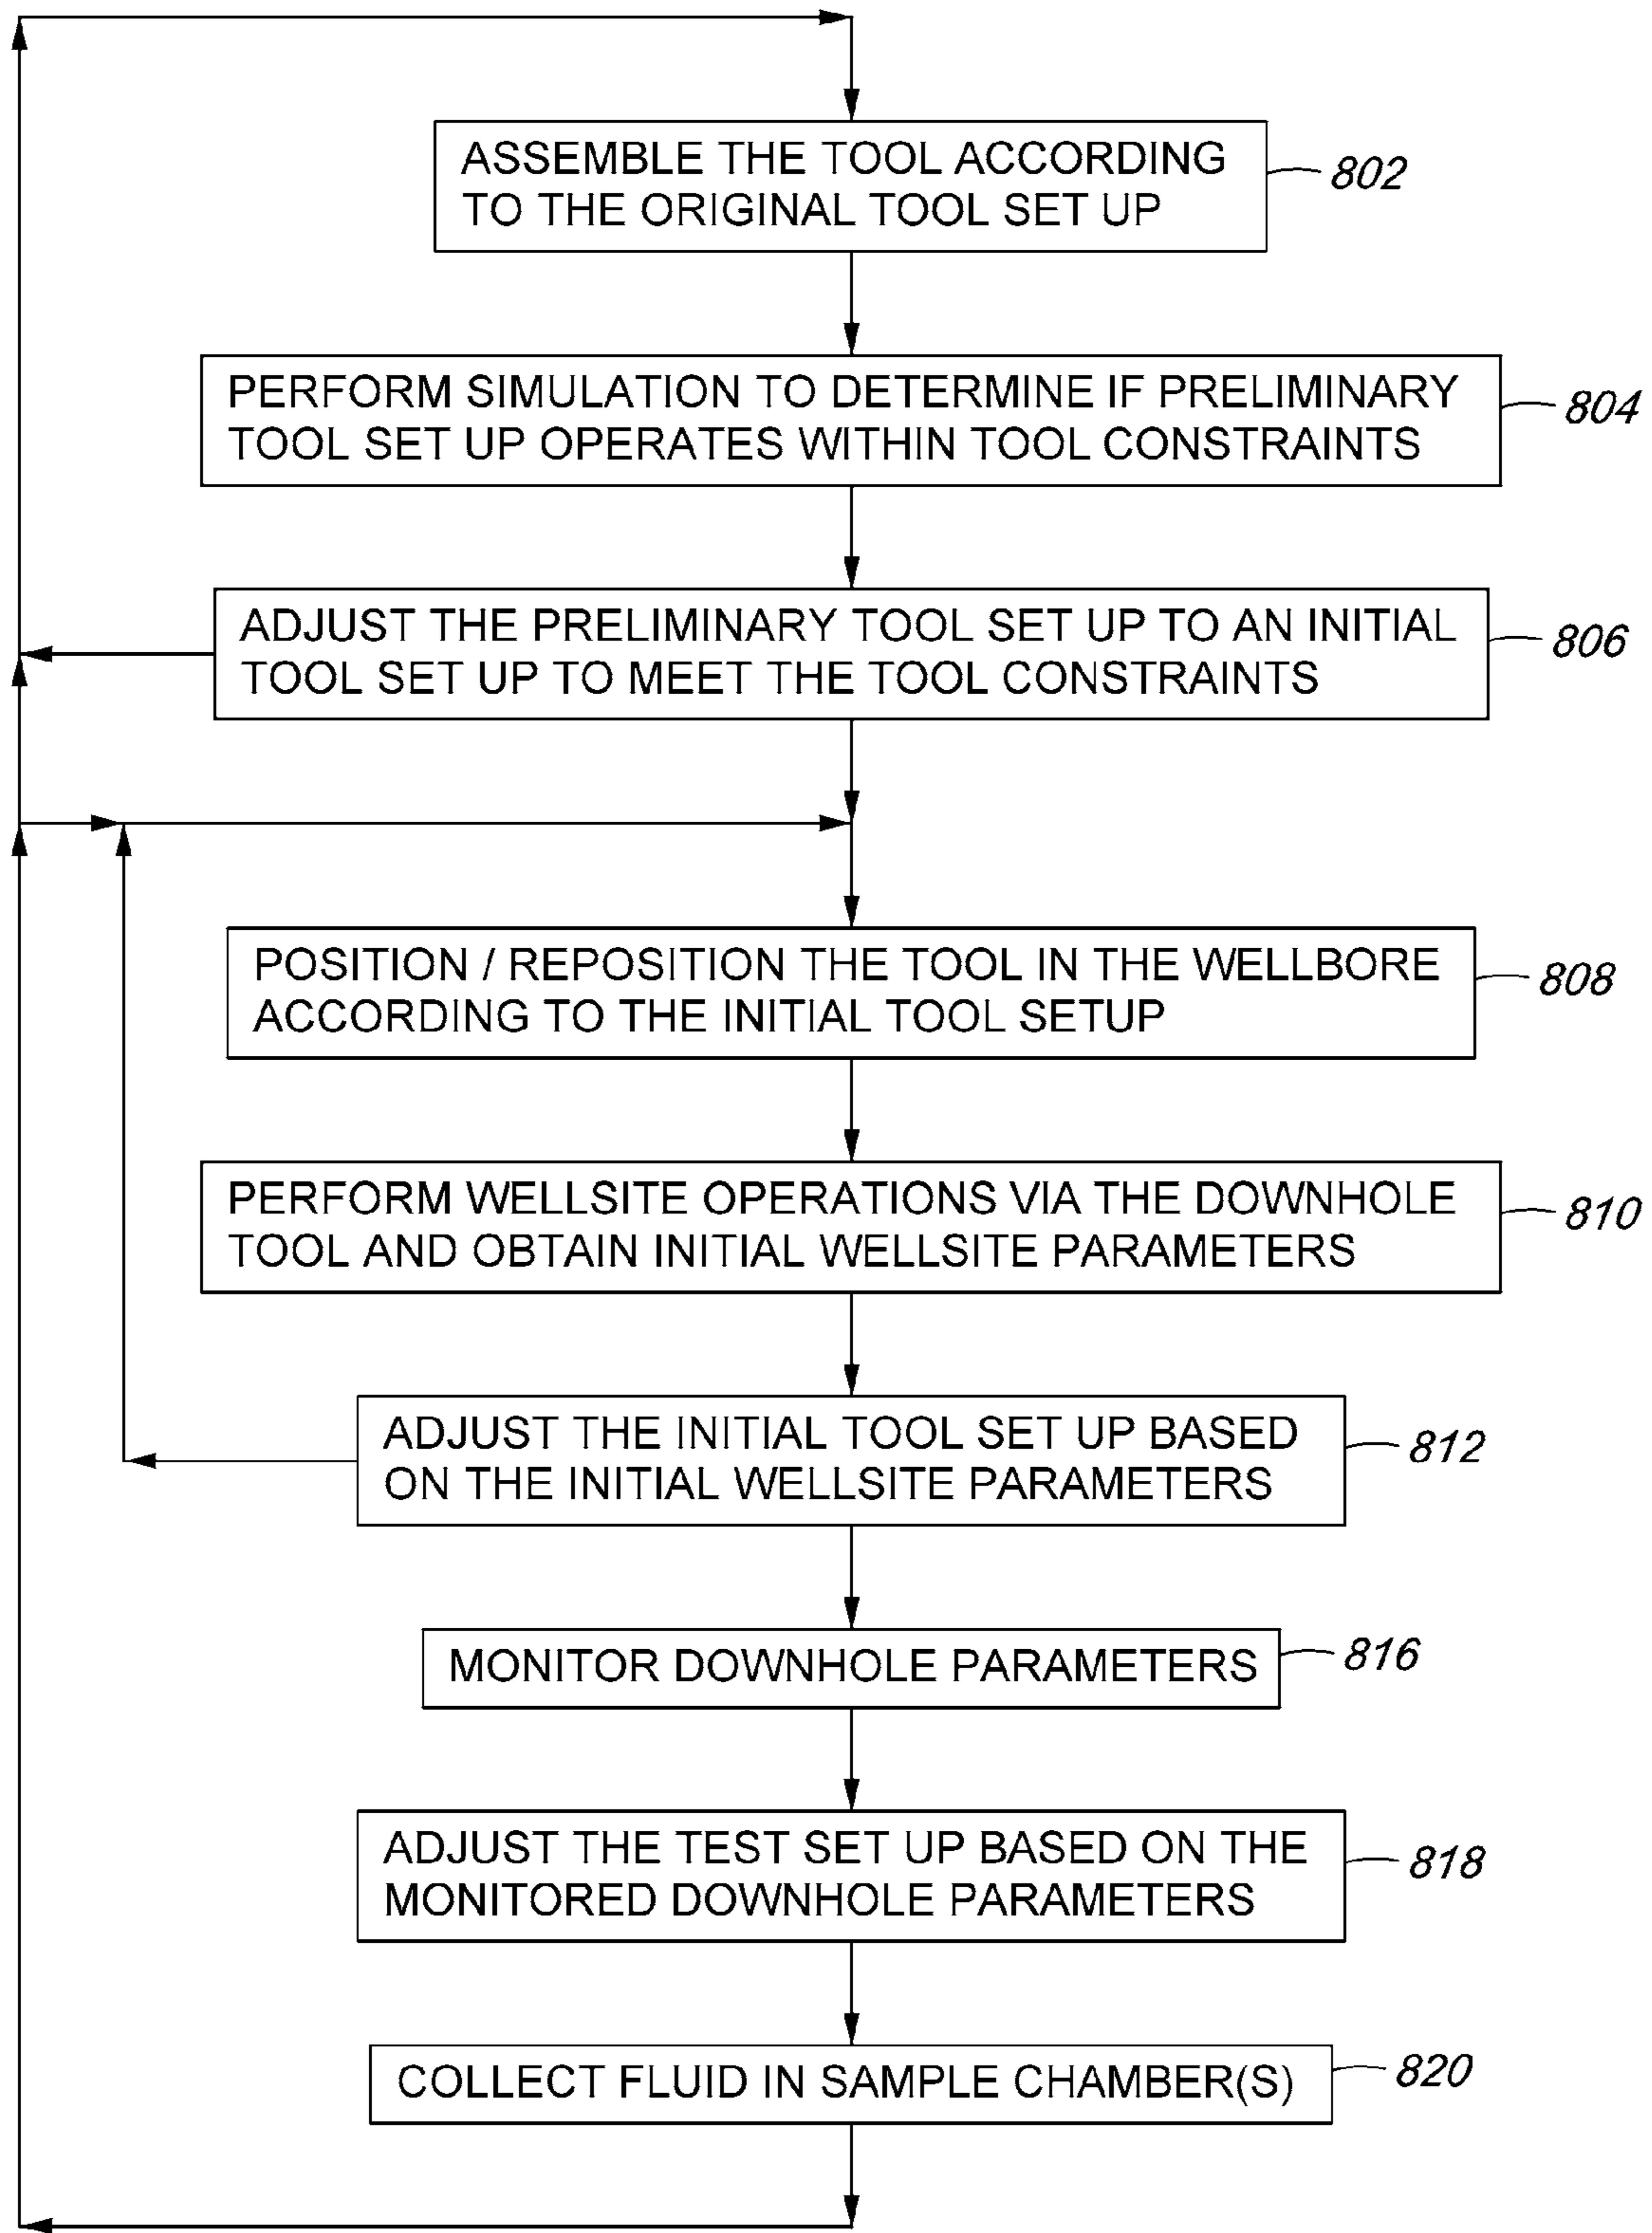 ASSEMBLE THE TOOL ACCORDING
TO THE ORIGINAL TOOL SET UP
802
PERFORM SIMULATION TO DETERMINE IF PRELIMINARY
TOOL SET UP OPERATES WITHIN TOOL CONSTRAINTS
804
ADJUST THE PRELIMINARY TOOL SET UP TO AN INITIAL
TOOL SET UP TO MEET THE TOOL CONSTRAINTS
806
POSITION / REPOSITION THE TOOL IN THE WELLBORE
ACCORDING TO THE INITIAL TOOL SETUP
808
PERFORM WELLSITE OPERATIONS VIA THE DOWNHOLE
TOOL AND OBTAIN INITIAL WELLSITE PARAMETERS
810
ADJUST THE INITIAL TOOL SET UP BASED
ON THE INITIAL WELLSITE PARAMETERS
812
MONITOR DOWNHOLE PARAMETERS
816
ADJUST THE TEST SET UP BASED ON THE
MONITORED DOWNHOLE PARAMETERS
818
COLLECT FLUID IN SAMPLE CHAMBER(S)
820